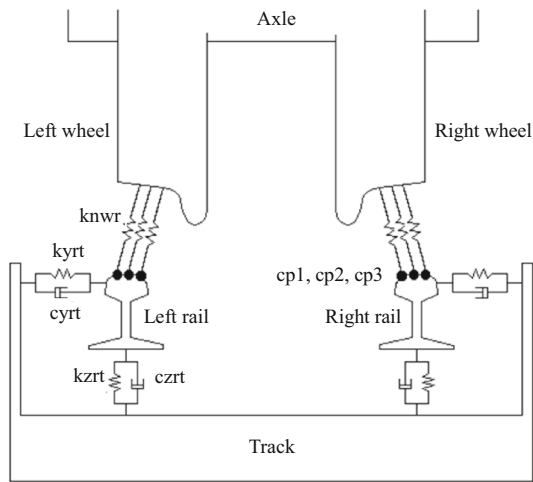 Axle
Left wheel
Right wheel
knwr
kyrt
cp1, cp2, cp3
cyrt
Left rail
Right rail
kzrt
czrt
Track